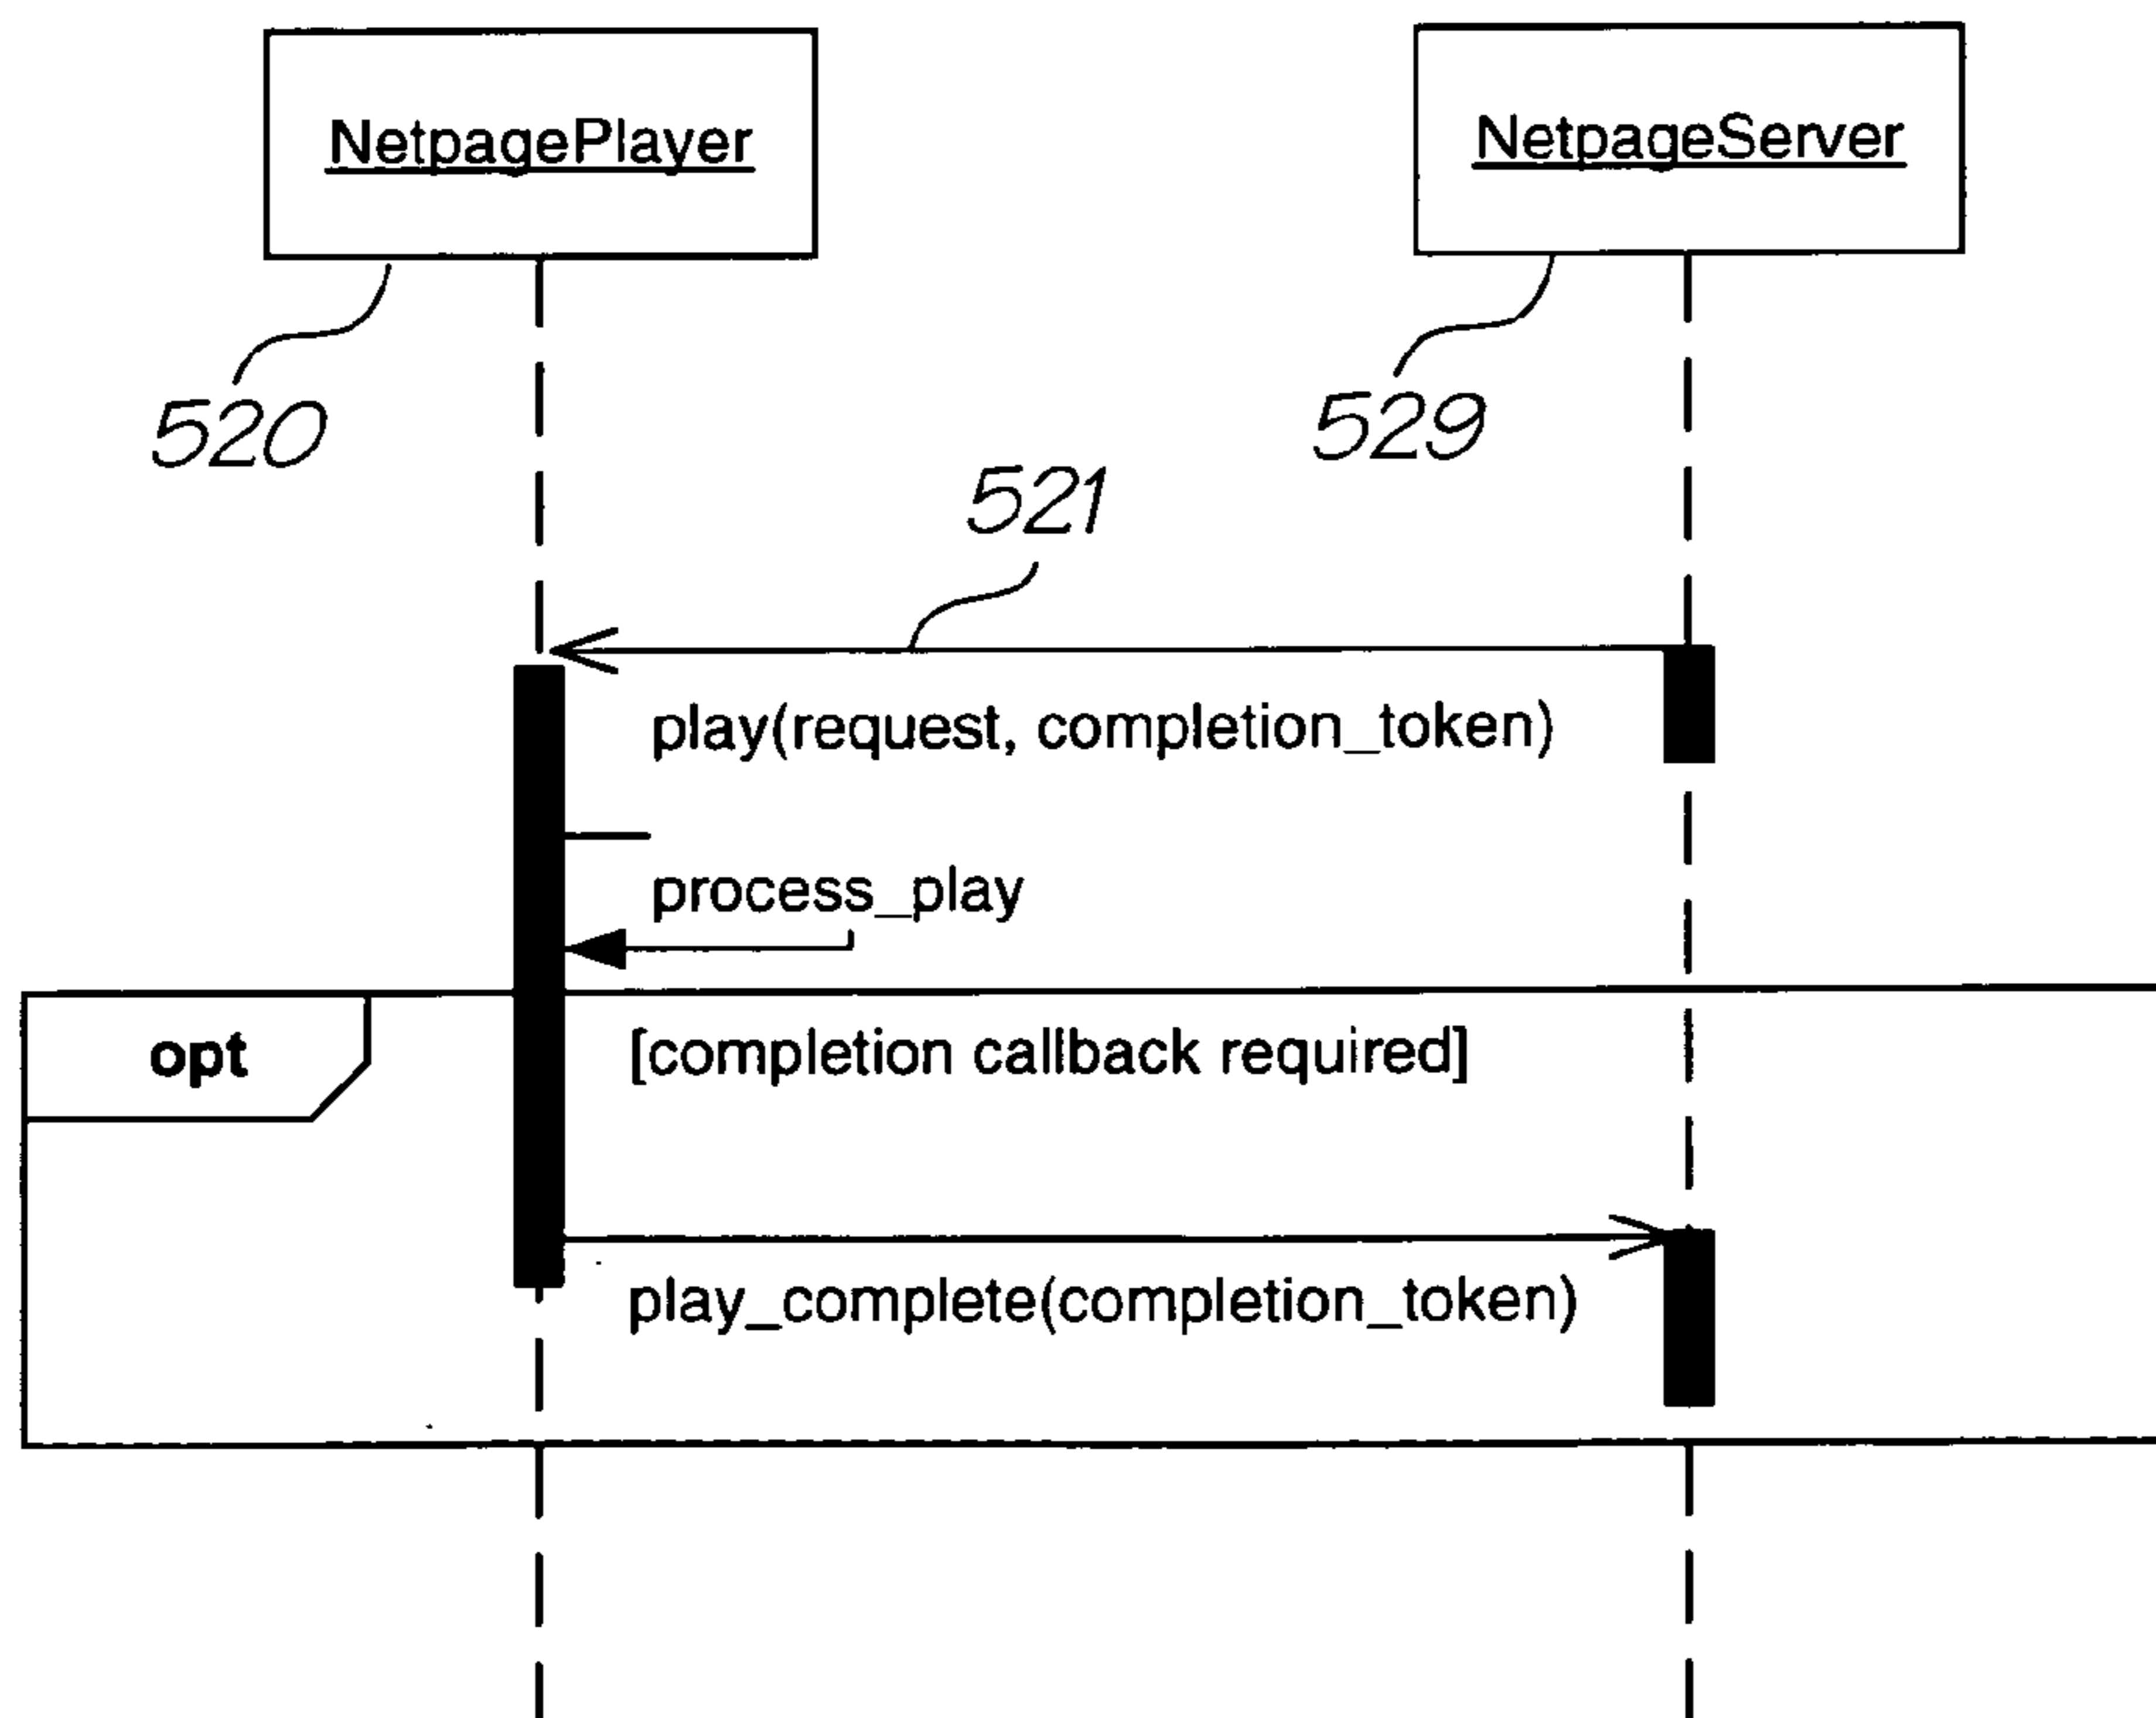 NetpagePlayer
NetpageServer
520
529
521
play(request, completion_token)
process_play
opt
[completion callback required]
play_complete(completion_token)